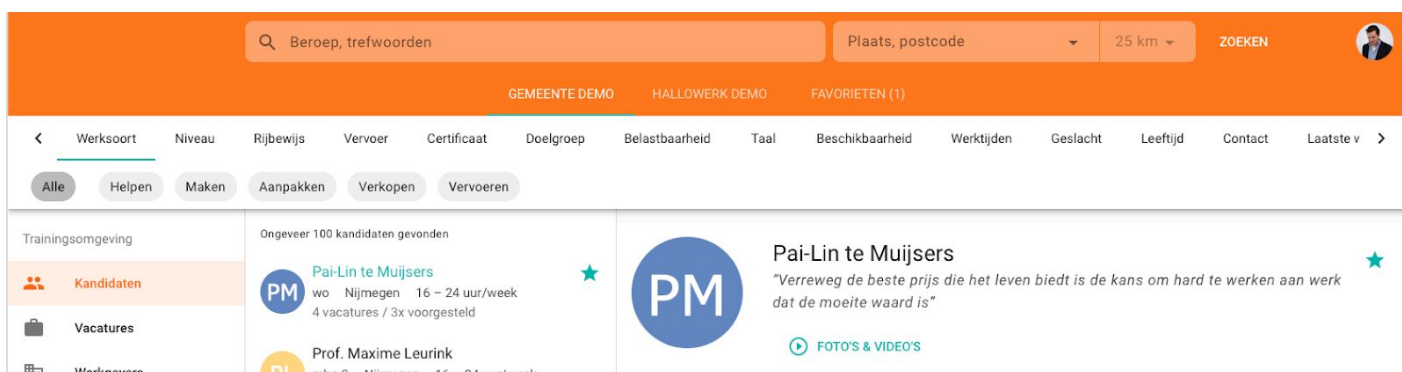 Beroep, trefwoorden
Plaats, postcode
25 km
ZOEKEN
GEMEENTE DEMO
HALLOWERK DEMO
FAVORIETEN (1)
Werksoort
Niveau
Rijbewijs
Vervoer
Certificaat
Doelgroep
Belastbaarheid
Taal
Beschikbaarheid
Werktijden
Geslacht
Leeftijd
Contact
Laatste v
Alle
Helpen
Maken
Aanpakken
Verkopen
Vervoeren
Trainingsomgeving
Kandidaten
Vacatures
Werkgevers
Ongeveer 100 kandidaten gevonden
PM
Pai-Lin te Muijsers
wo Nijmegen 16 – 24 uur/week
4 vacatures / 3x voorgesteld
Prof. Maxime Leurink
PM
Pai-Lin te Muijsers
"Verreweg de beste prijs die het leven biedt is de kans om hard te werken aan werk
dat de moeite waard is"
FOTO'S & VIDEO'S